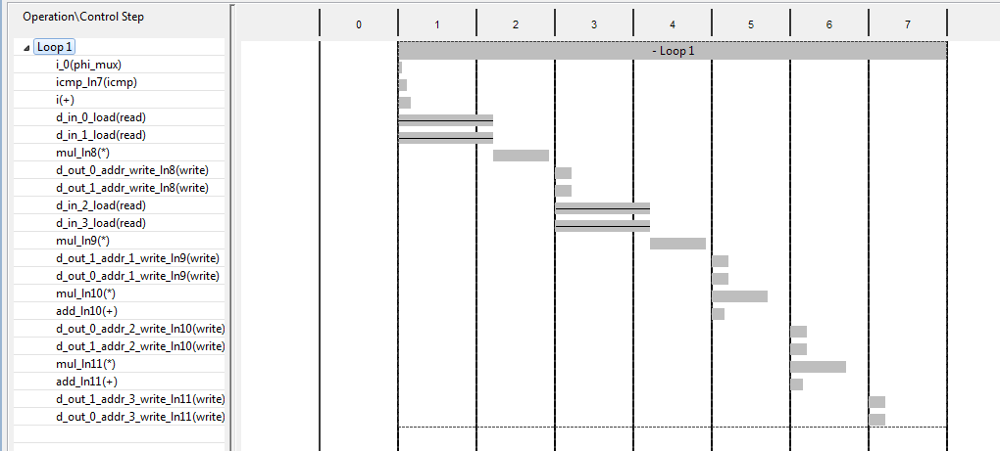 Operation\Control Step
0 1 2 3 4 5 6 7
Loop 1
- Loop 1
i_0(phi_mux)
icmp_ln7(icmp)
i(+)
d_in_0_load(read)
d_in_1_load(read)
mul_ln8(*)
d_out_0_addr_write_ln8(write)
d_out_1_addr_write_ln8(write)
d_in_2_load(read)
d_in_3_load(read)
mul_ln9(*)
d_out_1_addr_1_write_ln9(write)
d_out_0_addr_1_write_ln9(write)
mul_ln10(*)
add_ln10(+)
d_out_0_addr_2_write_ln10(write)
d_out_1_addr_2_write_ln10(write)
mul_ln11(*)
add_ln11(+)
d_out_1_addr_3_write_ln11(write)
d_out_0_addr_3_write_ln11(write)